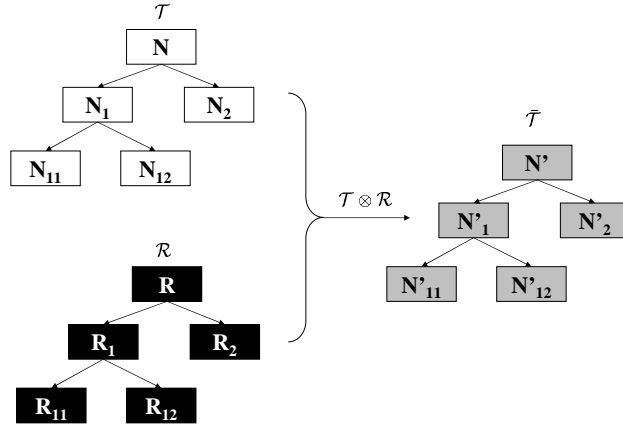 𝒯
N
N₁ N₂
N₁₁ N₁₂
ℛ
R
R₁ R₂
R₁₁ R₁₂
𝒯 ⊗ ℛ
𝒯̄
N'
N'₁ N'₂
N'₁₁ N'₁₂